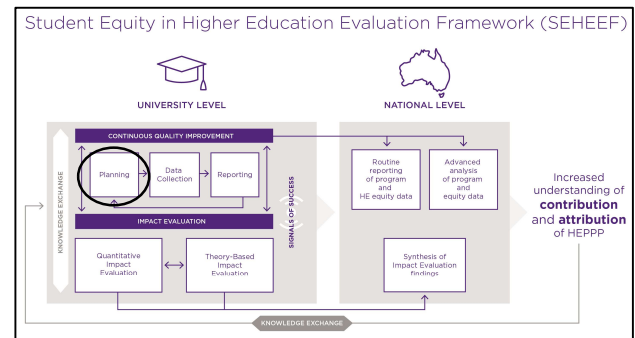 Student Equity in Higher Education Evaluation Framework (SEHEEF)
UNIVERSITY LEVEL
NATIONAL LEVEL
KNOWLEDGE EXCHANGE
CONTINUOUS QUALITY IMPROVEMENT
Planning
Data
Collection
Reporting
IMPACT EVALUATION
Quantitative
Impact
Evaluation
Theory-Based
Impact
Evaluation
SIGNALS OF SUCCESS
Routine
reporting
of program
and
HE equity data
Advanced
analysis
of program
and
equity data
Synthesis of
Impact Evaluation
findings
Increased
understanding of
contribution
and attribution
of HEPPP
KNOWLEDGE EXCHANGE